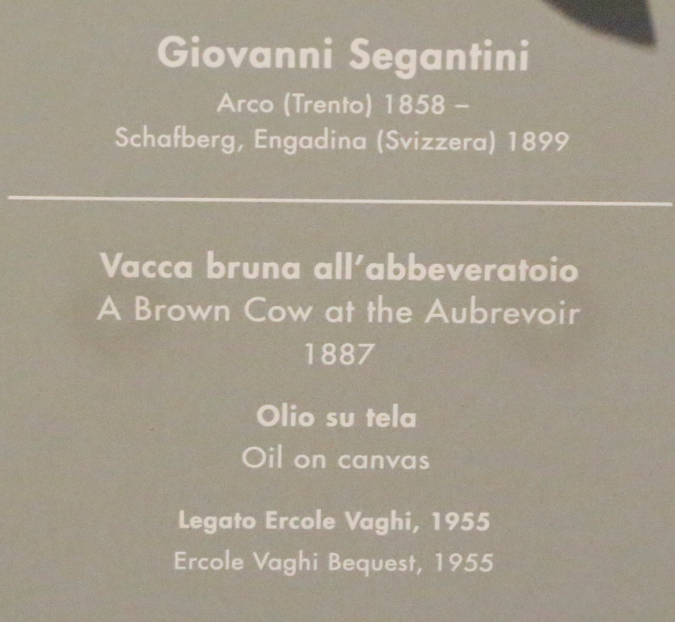 Giovanni Segantini
Arco (Trento) 1858 –
Schafberg, Engadina (Svizzera) 1899
Vacca bruna all'abbeveratoio
A Brown Cow at the Aubrevoir
1887
Olio su tela
Oil on canvas
Legato Ercole Vaghi, 1955
Ercole Vaghi Bequest, 1955